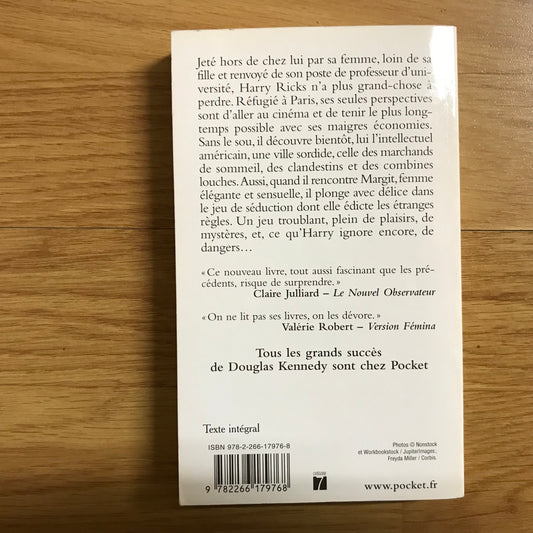 Jeté hors de chez lui par sa femme, loin de sa
fille et renvoyé de son poste de professeur d'uni-
versité, Harry Ricks n'a plus grand-chose à
perdre. Réfugié à Paris, ses seules perspectives
sont d'aller au cinéma et de tenir le plus long-
temps possible avec ses maigres économies.
Sans le sou, il découvre bientôt, lui l'intellectuel
américain, une ville sordide, celle des marchands
de sommeil, des clandestins et des combines
louches. Aussi, quand il rencontre Margit, femme
élégante et sensuelle, il plonge avec délice dans
le jeu de séduction dont elle édicte les étranges
règles. Un jeu troublant, plein de plaisirs, de
mystères, et, ce qu'Harry ignore encore, de
dangers…
« Ce nouveau livre, tout aussi fascinant que les pré-
cédents, risque de surprendre. »
Claire Julliard – Le Nouvel Observateur
« On ne lit pas ses livres, on les dévore. »
Valérie Robert – Version Fémina
Tous les grands succès
de Douglas Kennedy sont chez Pocket
Texte intégral
ISBN 978-2-266-17976-8
9 782266 179768
7
Photos © Nonstock
et Workbookstock / JupiterImages;
Freyda Miller / Corbis.
www.pocket.fr